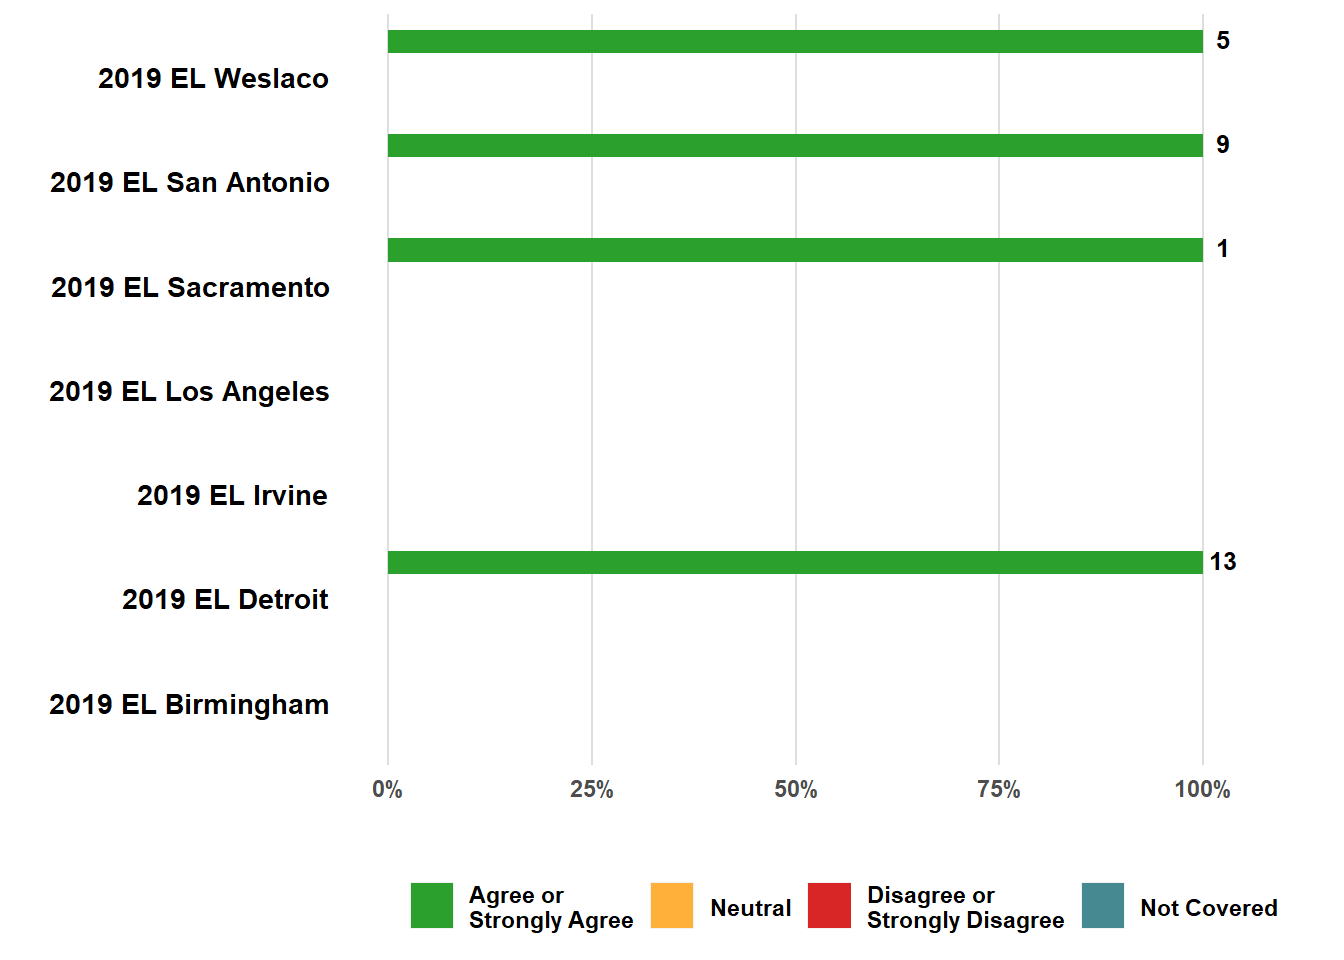 5
2019 EL Weslaco
9
2019 EL San Antonio
1
2019 EL Sacramento
2019 EL Los Angeles
2019 EL Irvine
13
2019 EL Detroit
2019 EL Birmingham
0% 25% 50% 75% 100%
Agree or
Strongly Agree
Neutral
Disagree or
Strongly Disagree
Not Covered